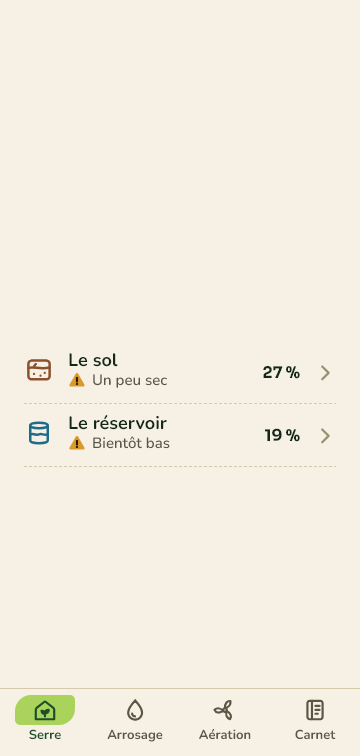 Le sol
27 %
Un peu sec
Le réservoir
19 %
Bientôt bas
Serre
Arrosage
Aération
Carnet